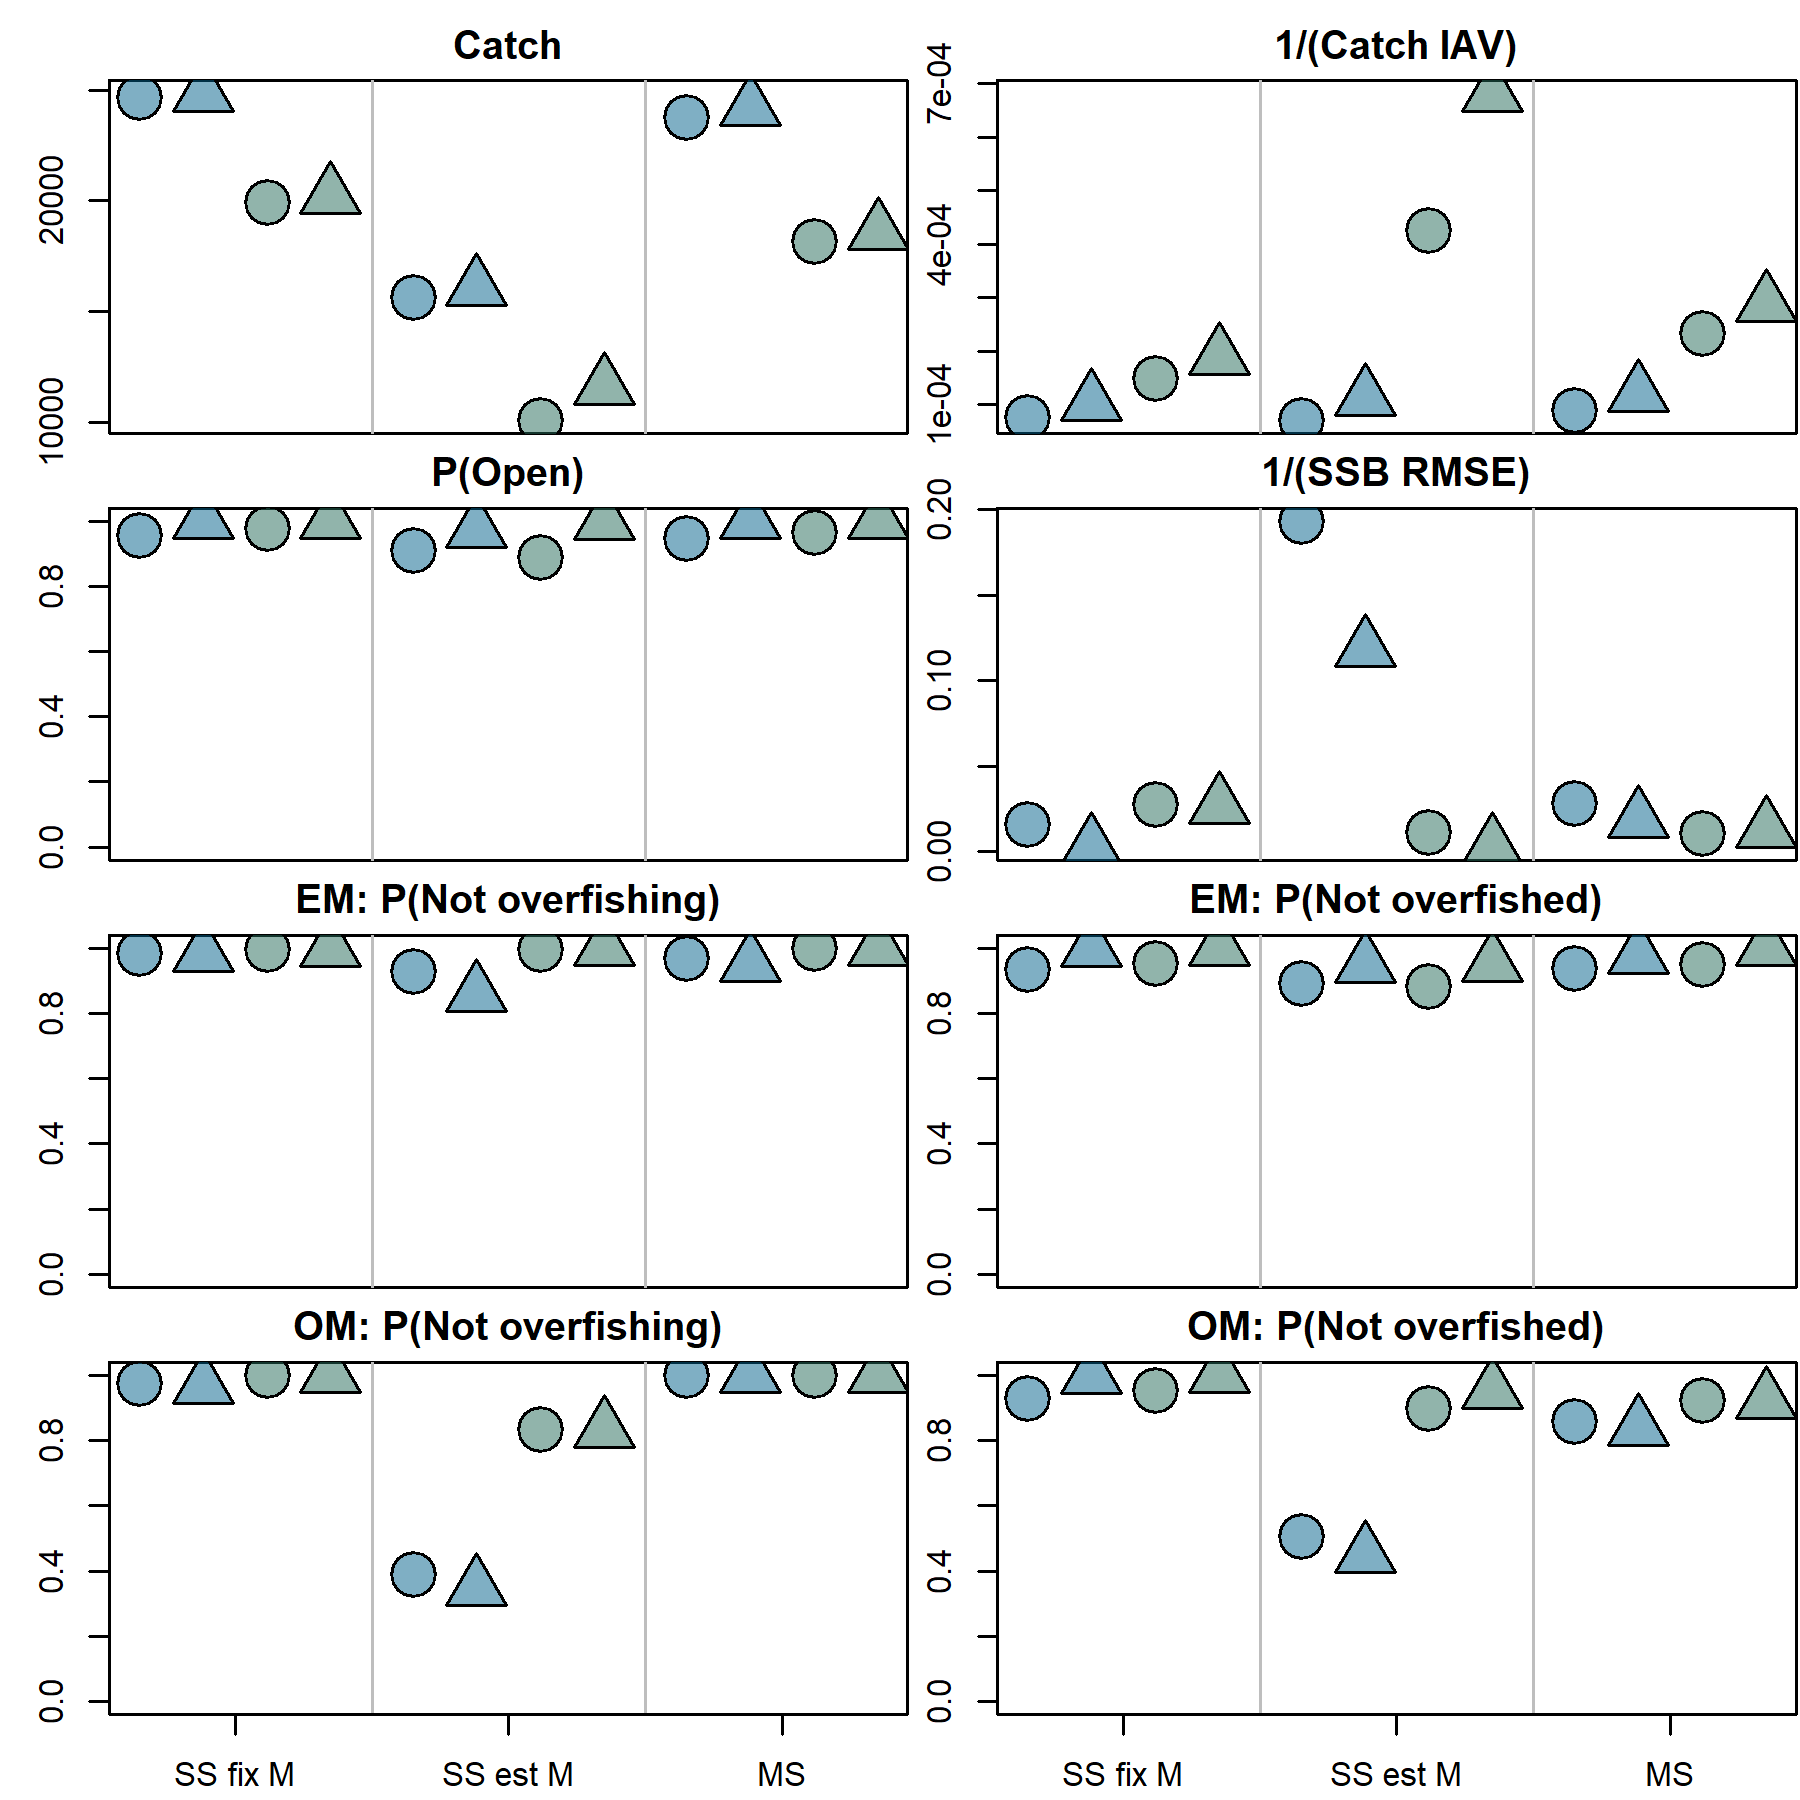 Catch
10000
20000
1/(Catch IAV)
1e-04
4e-04
7e-04
P(Open)
0.0
0.4
0.8
1/(SSB RMSE)
0.00
0.10
0.20
EM: P(Not overfishing)
0.0
0.4
0.8
EM: P(Not overfished)
0.0
0.4
0.8
OM: P(Not overfishing)
0.0
0.4
0.8
SS fix M
SS est M
MS
OM: P(Not overfished)
0.0
0.4
0.8
SS fix M
SS est M
MS